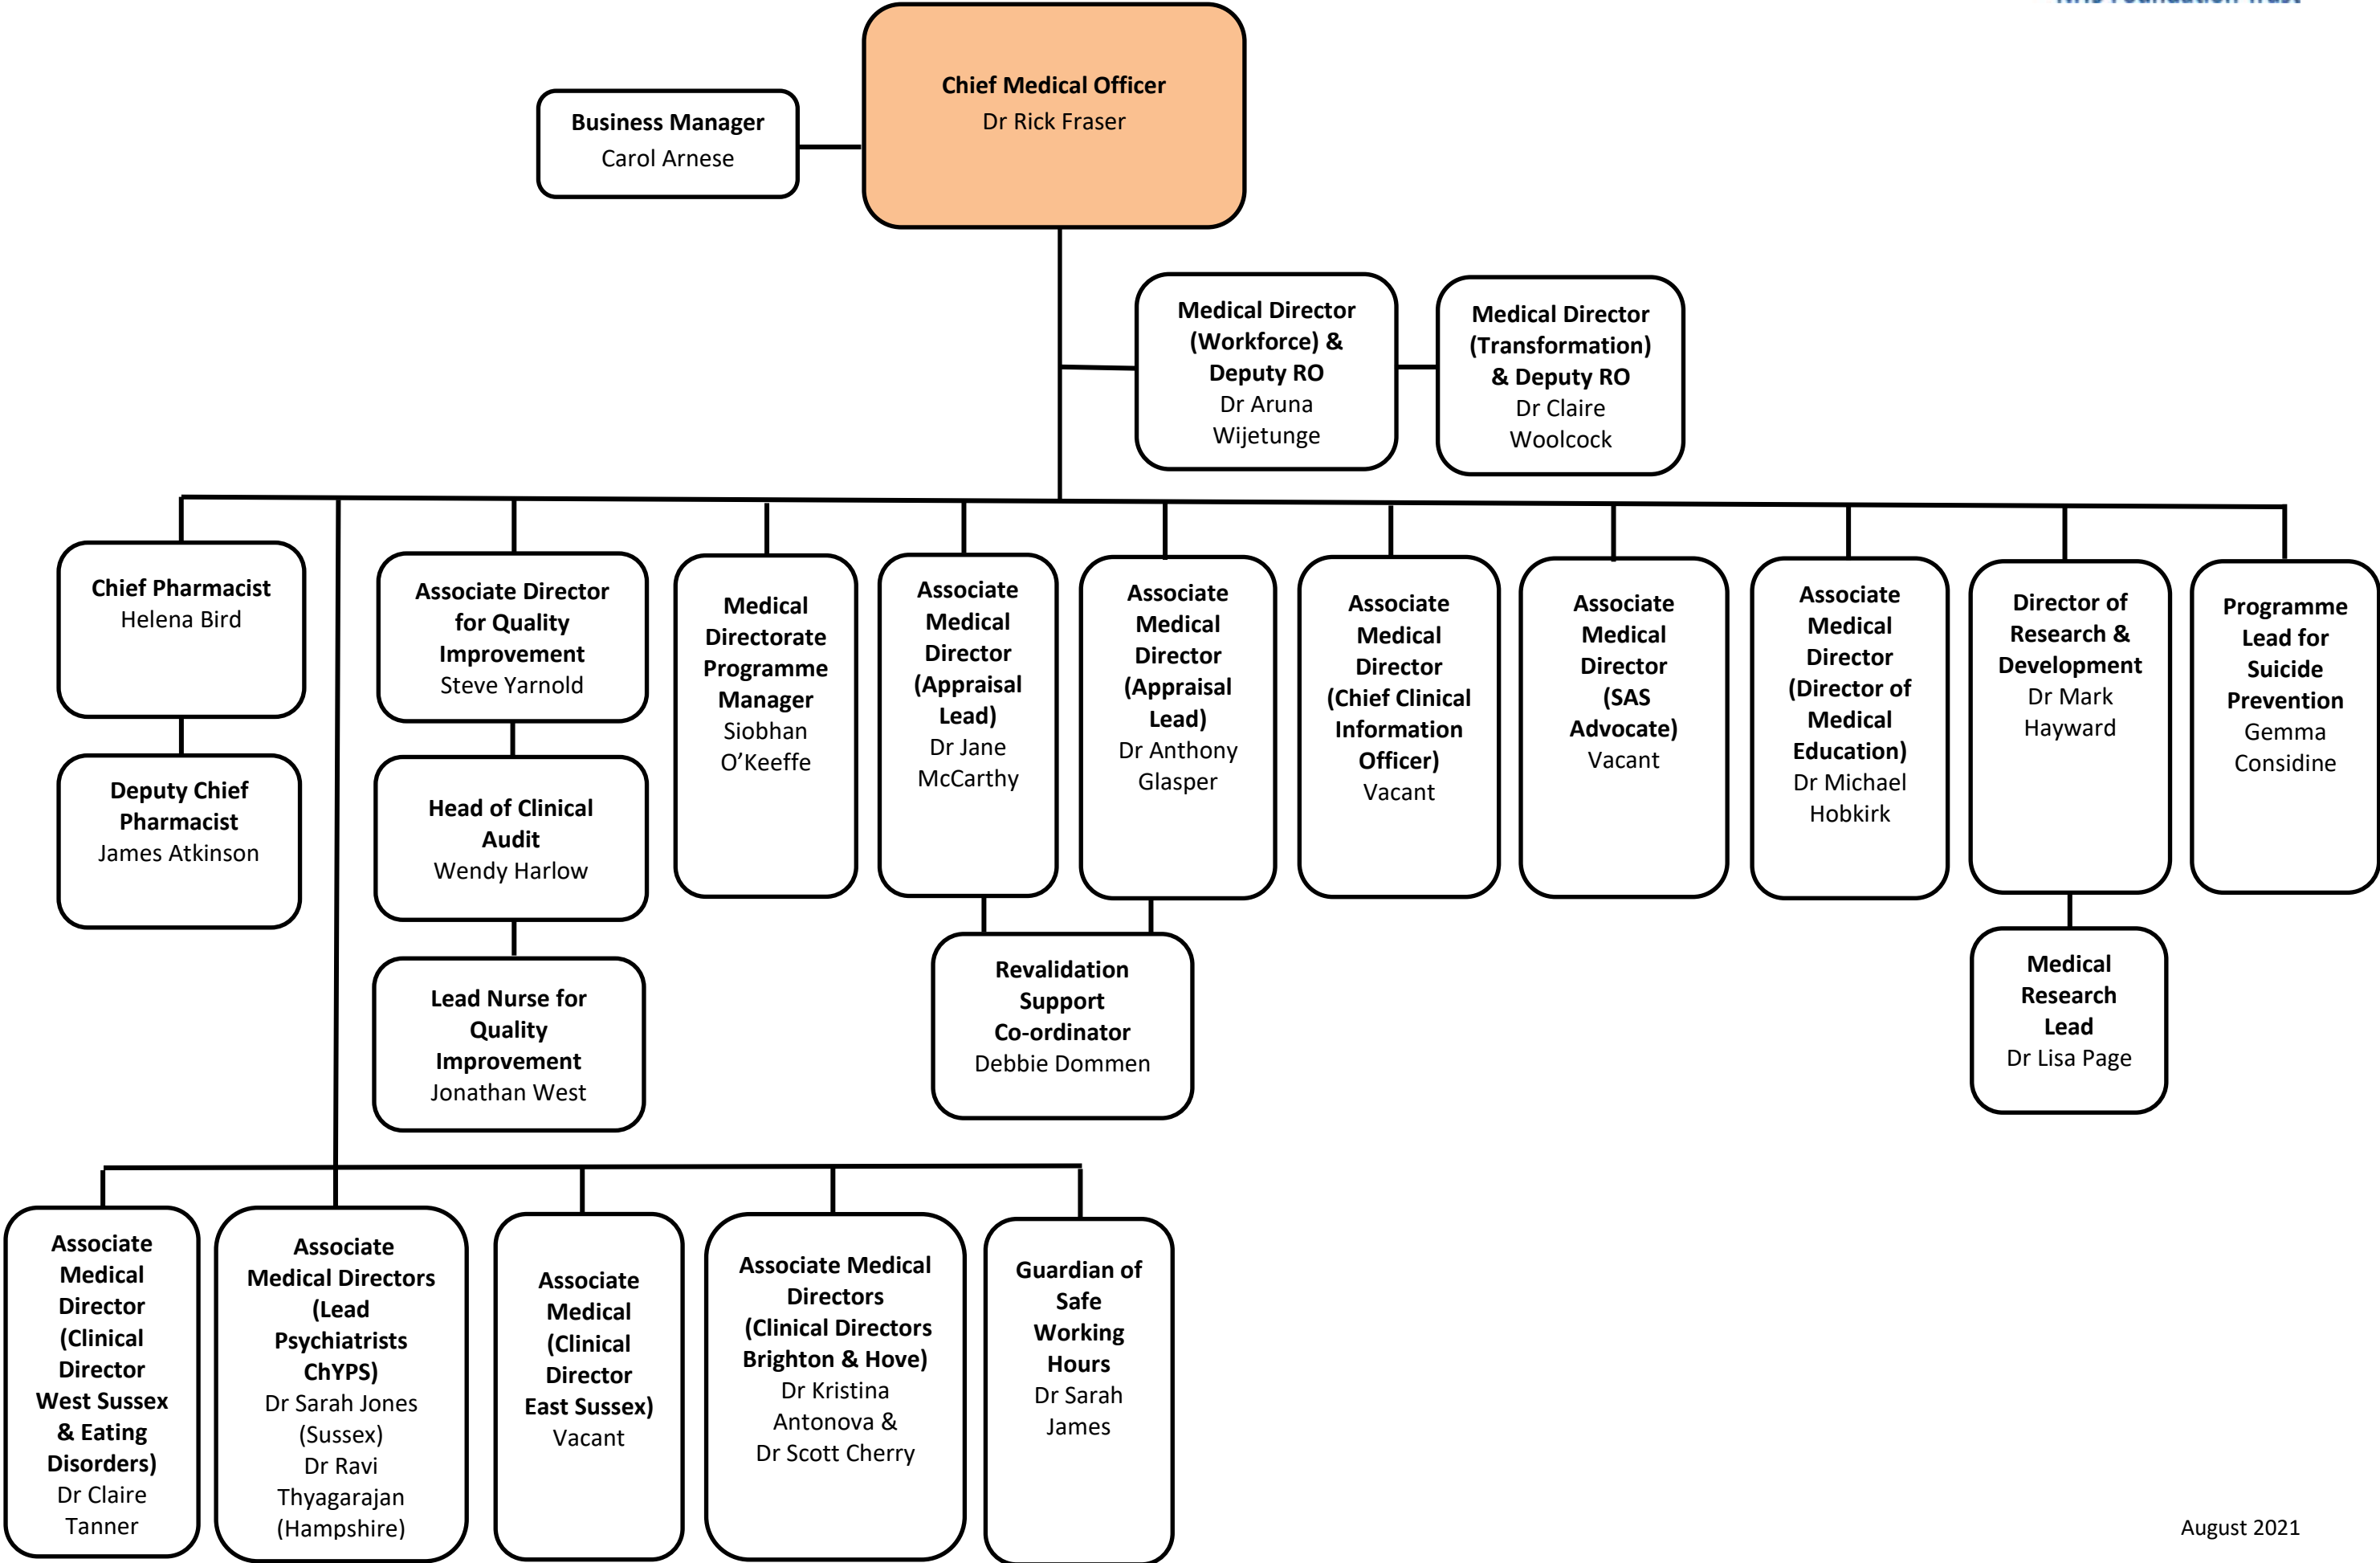 NHS Foundation Trust
Chief Medical Officer
Dr Rick Fraser
Business Manager
Carol Arnese
Medical Director
(Workforce) &
Deputy RO
Dr Aruna
Wijetunge
Medical Director
(Transformation)
& Deputy RO
Dr Claire
Woolcock
Chief Pharmacist
Helena Bird
Deputy Chief
Pharmacist
James Atkinson
Associate Director
for Quality
Improvement
Steve Yarnold
Head of Clinical
Audit
Wendy Harlow
Lead Nurse for
Quality
Improvement
Jonathan West
Medical
Directorate
Programme
Manager
Siobhan
O’Keeffe
Associate
Medical
Director
(Appraisal
Lead)
Dr Jane
McCarthy
Associate
Medical
Director
(Appraisal
Lead)
Dr Anthony
Glasper
Revalidation
Support
Co-ordinator
Debbie Dommen
Associate
Medical
Director
(Chief Clinical
Information
Officer)
Vacant
Associate
Medical
Director
(SAS
Advocate)
Vacant
Associate
Medical
Director
(Director of
Medical
Education)
Dr Michael
Hobkirk
Director of
Research &
Development
Dr Mark
Hayward
Medical
Research
Lead
Dr Lisa Page
Programme
Lead for
Suicide
Prevention
Gemma
Considine
Associate
Medical
Director
(Clinical
Director
West Sussex
& Eating
Disorders)
Dr Claire
Tanner
Associate
Medical Directors
(Lead
Psychiatrists
ChYPS)
Dr Sarah Jones
(Sussex)
Dr Ravi
Thyagarajan
(Hampshire)
Associate
Medical
(Clinical
Director
East Sussex)
Vacant
Associate Medical
Directors
(Clinical Directors
Brighton & Hove)
Dr Kristina
Antonova &
Dr Scott Cherry
Guardian of
Safe
Working
Hours
Dr Sarah
James
August 2021